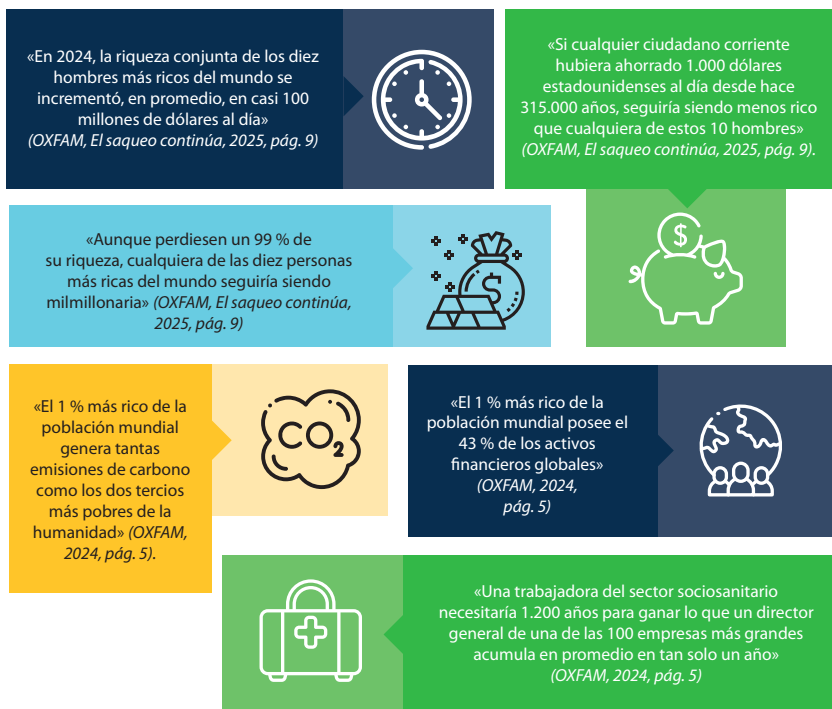 «En 2024, la riqueza conjunta de los diez
hombres más ricos del mundo se
incrementó, en promedio, en casi 100
millones de dólares al día»
(OXFAM, El saqueo continúa, 2025, pág. 9)
«Si cualquier ciudadano corriente
hubiera ahorrado 1.000 dólares
estadounidenses al día desde hace
315.000 años, seguiría siendo menos rico
que cualquiera de estos 10 hombres»
(OXFAM, El saqueo continúa, 2025, pág. 9).
$
«Aunque perdiesen un 99 % de
su riqueza, cualquiera de las diez personas
más ricas del mundo seguiría siendo
milmillonaria» (OXFAM, El saqueo continúa,
2025, pág. 9)
$
«El 1 % más rico de la
población mundial
genera tantas
emisiones de carbono
como los dos tercios
más pobres de la
humanidad» (OXFAM,
2024, pág. 5).
CO2
«El 1 % más rico de la
población mundial posee el
43 % de los activos
financieros globales»
(OXFAM, 2024,
pág. 5)
«Una trabajadora del sector sociosanitario
necesitaría 1.200 años para ganar lo que un director
general de una de las 100 empresas más grandes
acumula en promedio en tan solo un año»
(OXFAM, 2024, pág. 5)